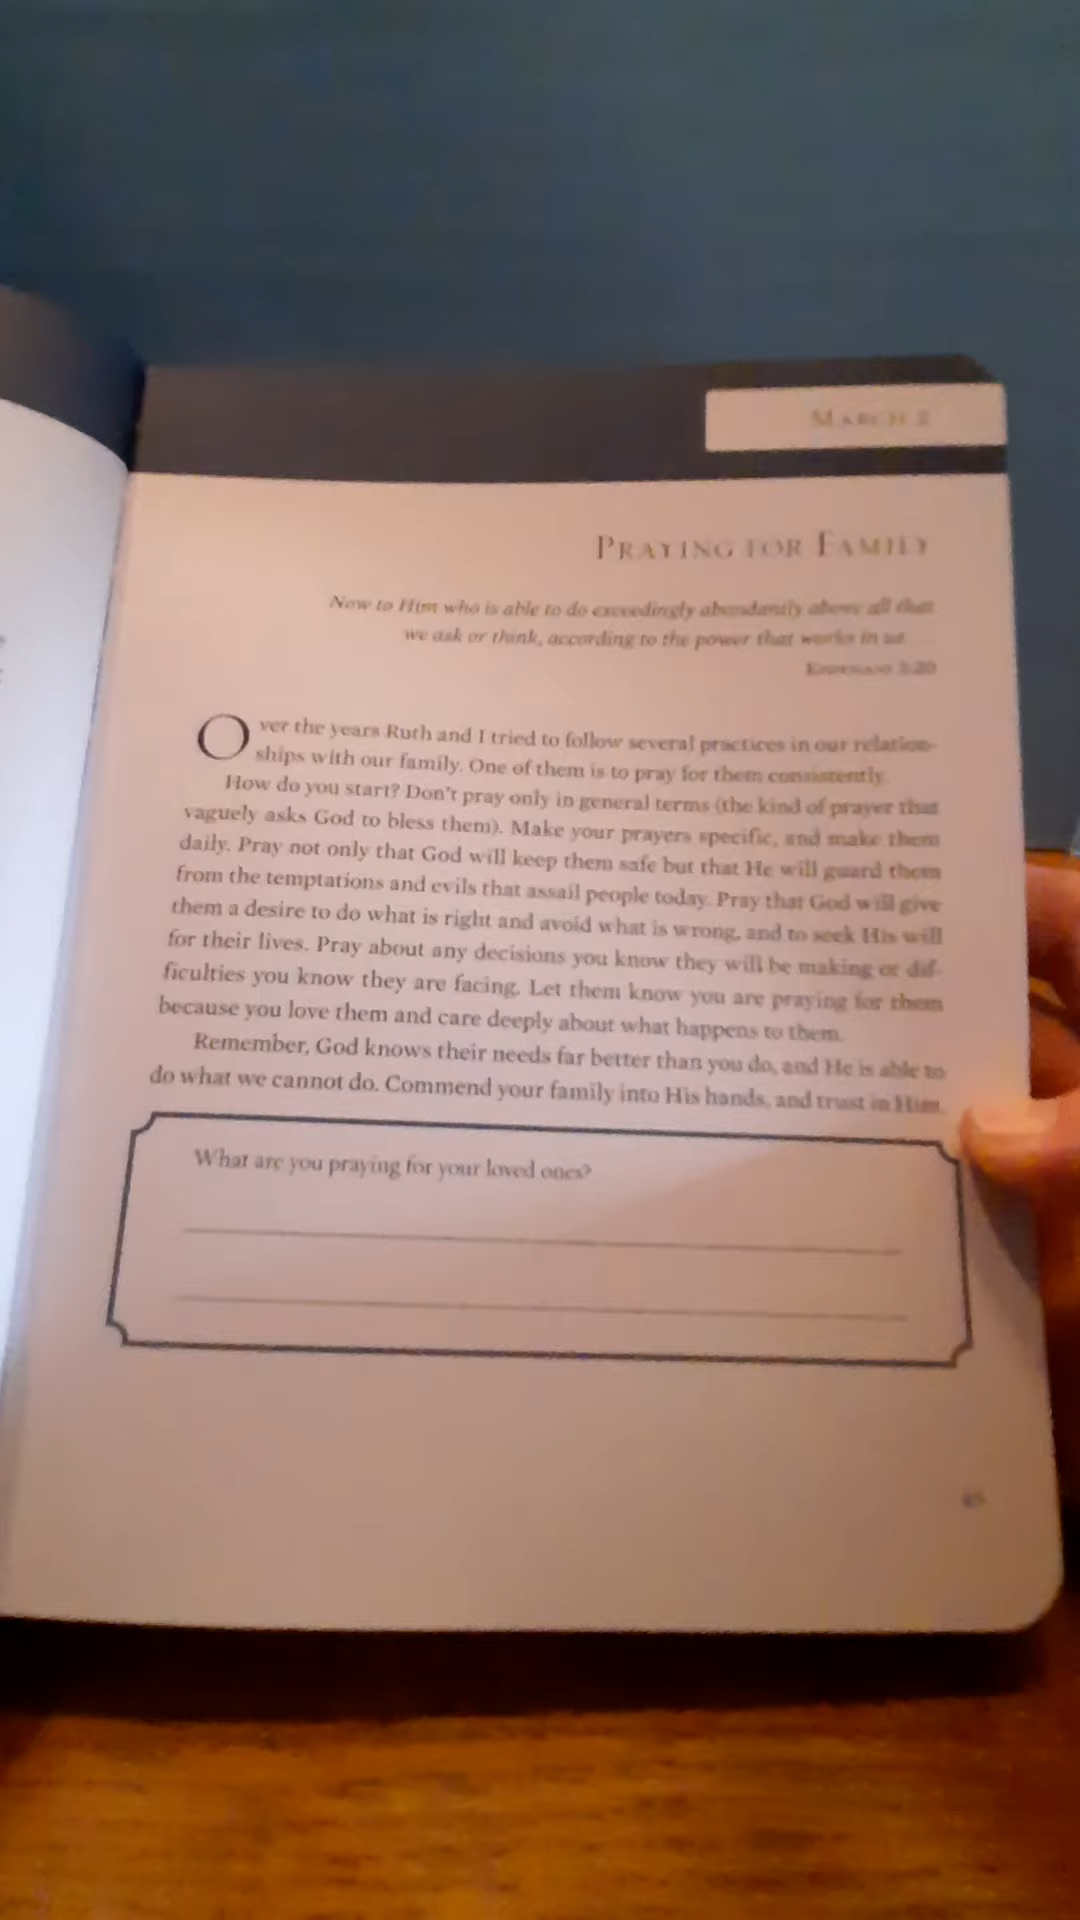 MARCH
PRAYING FOR FAMILY
Now to Him who is able to do exceedingly abundantly above all that
we ask or think, according to the power that works in us
EPHESIANS 3:20
Over the years Ruth and I tried to follow several practices in our relation-
ships with our family. One of them is to pray for them consistently.
How do you start? Don't pray only in general terms (the kind of prayer that
vaguely asks God to bless them). Make your prayers specific, and make them
daily. Pray not only that God will keep them safe but that He will guard them
from the temptations and evils that assail people today. Pray that God will give
them a desire to do what is right and avoid what is wrong, and to seek His will
for their lives. Pray about any decisions you know they will be making or dif-
ficulties you know they are facing. Let them know you are praying for them
because you love them and care deeply about what happens to them.
Remember, God knows their needs far better than you do, and He is able to
do what we cannot do. Commend your family into His hands, and trust in Him.
What are you praying for your loved ones?